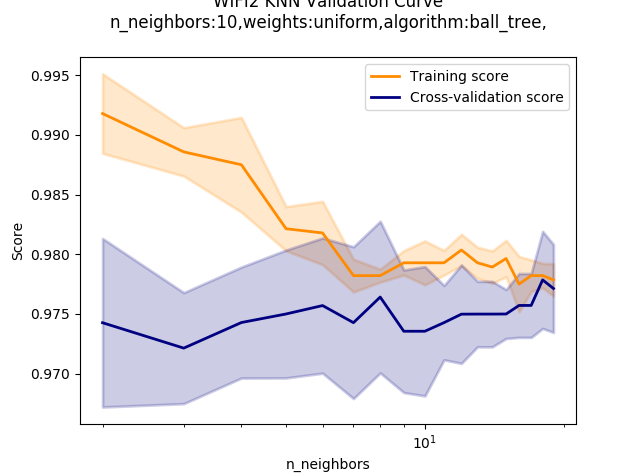 WiFi2 KNN Validation Curve
n_neighbors:10,weights:uniform,algorithm:ball_tree,
Training score
Cross-validation score
0.995
0.990
0.985
0.980
0.975
0.970
Score
10¹
n_neighbors